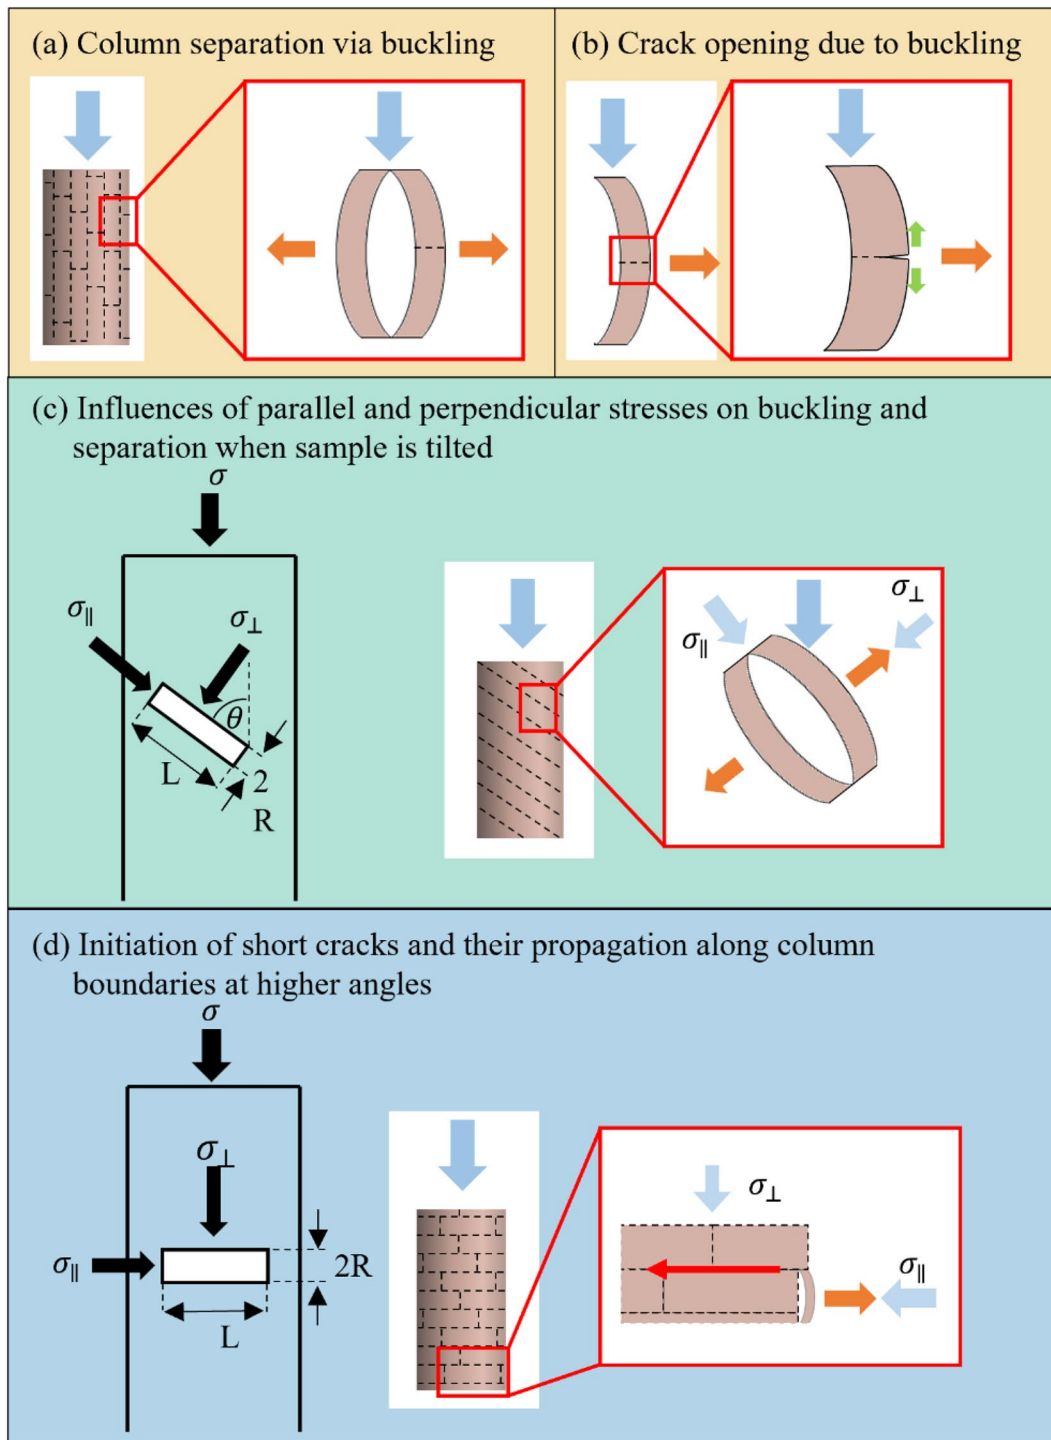 (a) Column separation via buckling
(b) Crack opening due to buckling
(c) Influences of parallel and perpendicular stresses on buckling and
separation when sample is tilted
σ
σ∥
σ⊥
θ
L
2
R
σ∥
σ⊥
(d) Initiation of short cracks and their propagation along column
boundaries at higher angles
σ
σ⊥
σ∥
2R
L
σ⊥
σ∥